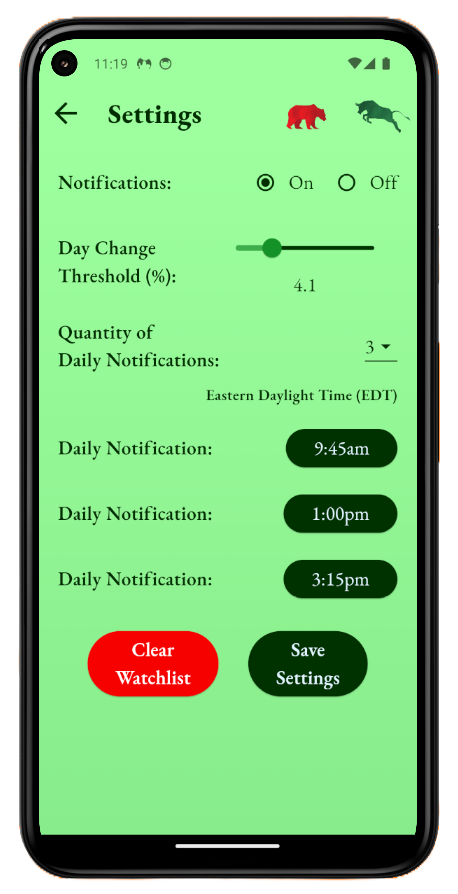 11:19
Settings
Notifications: On Off
Day Change
Threshold (%):
4.1
Quantity of
Daily Notifications:
3
Eastern Daylight Time (EDT)
Daily Notification: 9:45am
Daily Notification: 1:00pm
Daily Notification: 3:15pm
Clear
Watchlist
Save
Settings